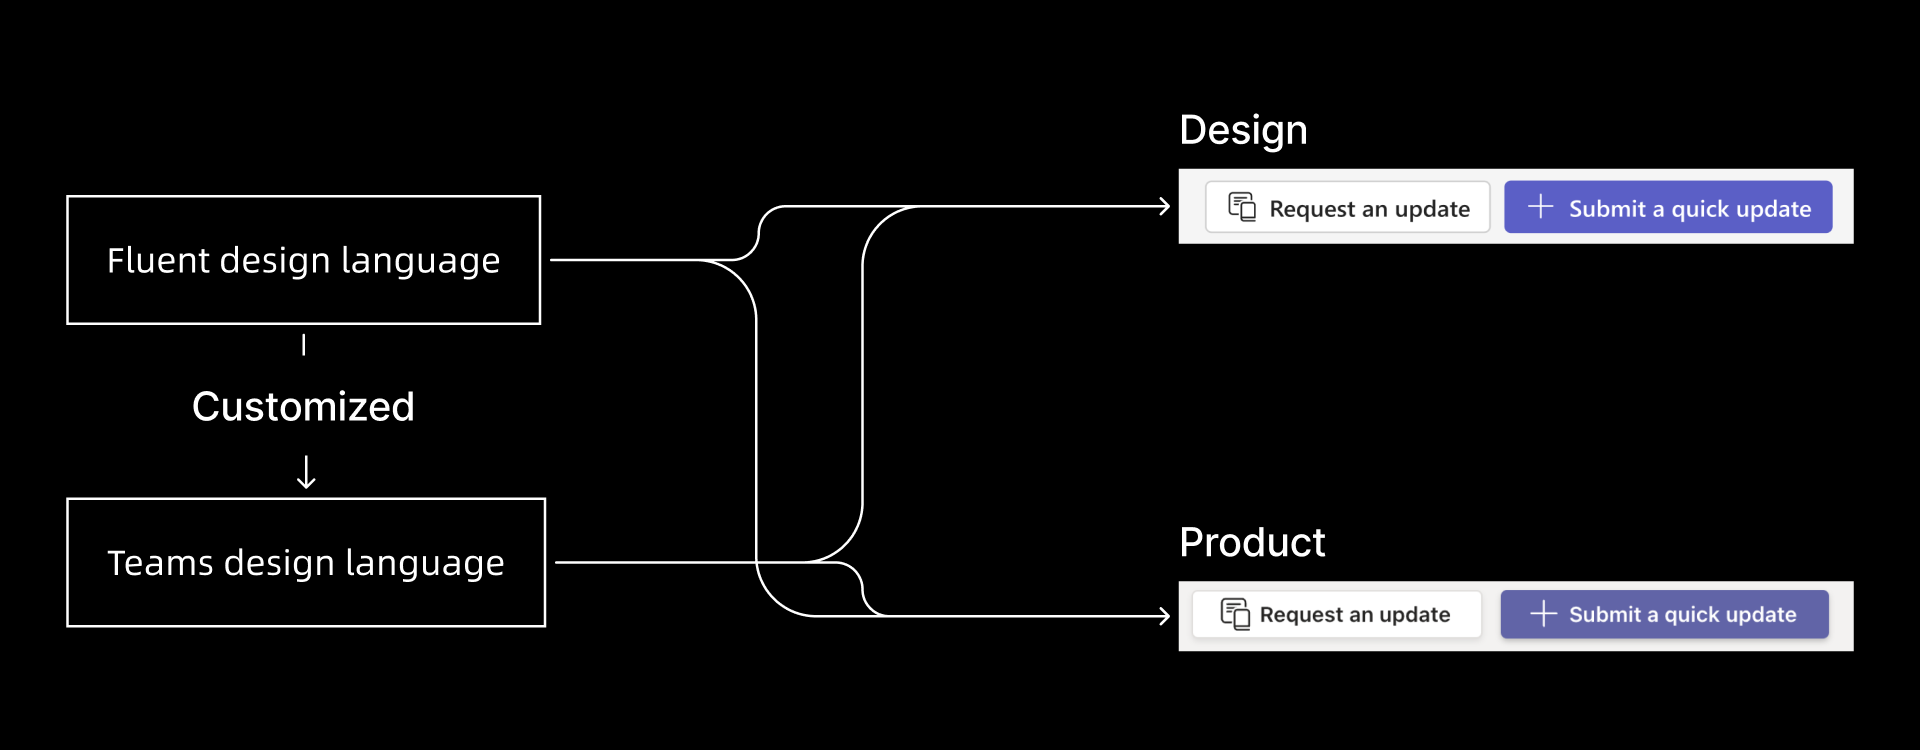 Fluent design language
Customized
Teams design language
Design
Request an update
Submit a quick update
Product
Request an update
Submit a quick update